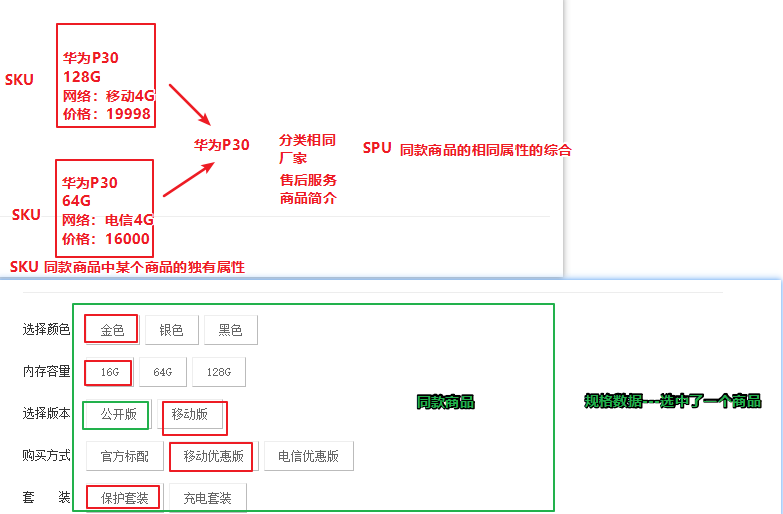 华为P30
128G
网络：移动4G
价格：19998
SKU
华为P30
分类相同
厂家
售后服务
商品简介
SPU 同款商品的相同属性的综合
华为P30
64G
网络：电信4G
价格：16000
SKU
SKU 同款商品中某个商品的独有属性
选择颜色 金色 银色 黑色
内存容量 16G 64G 128G
选择版本 公开版 移动版
购买方式 官方标配 移动优惠版 电信优惠版
套 装 保护套装 充电套装
同款商品
规格数据---选中了一个商品